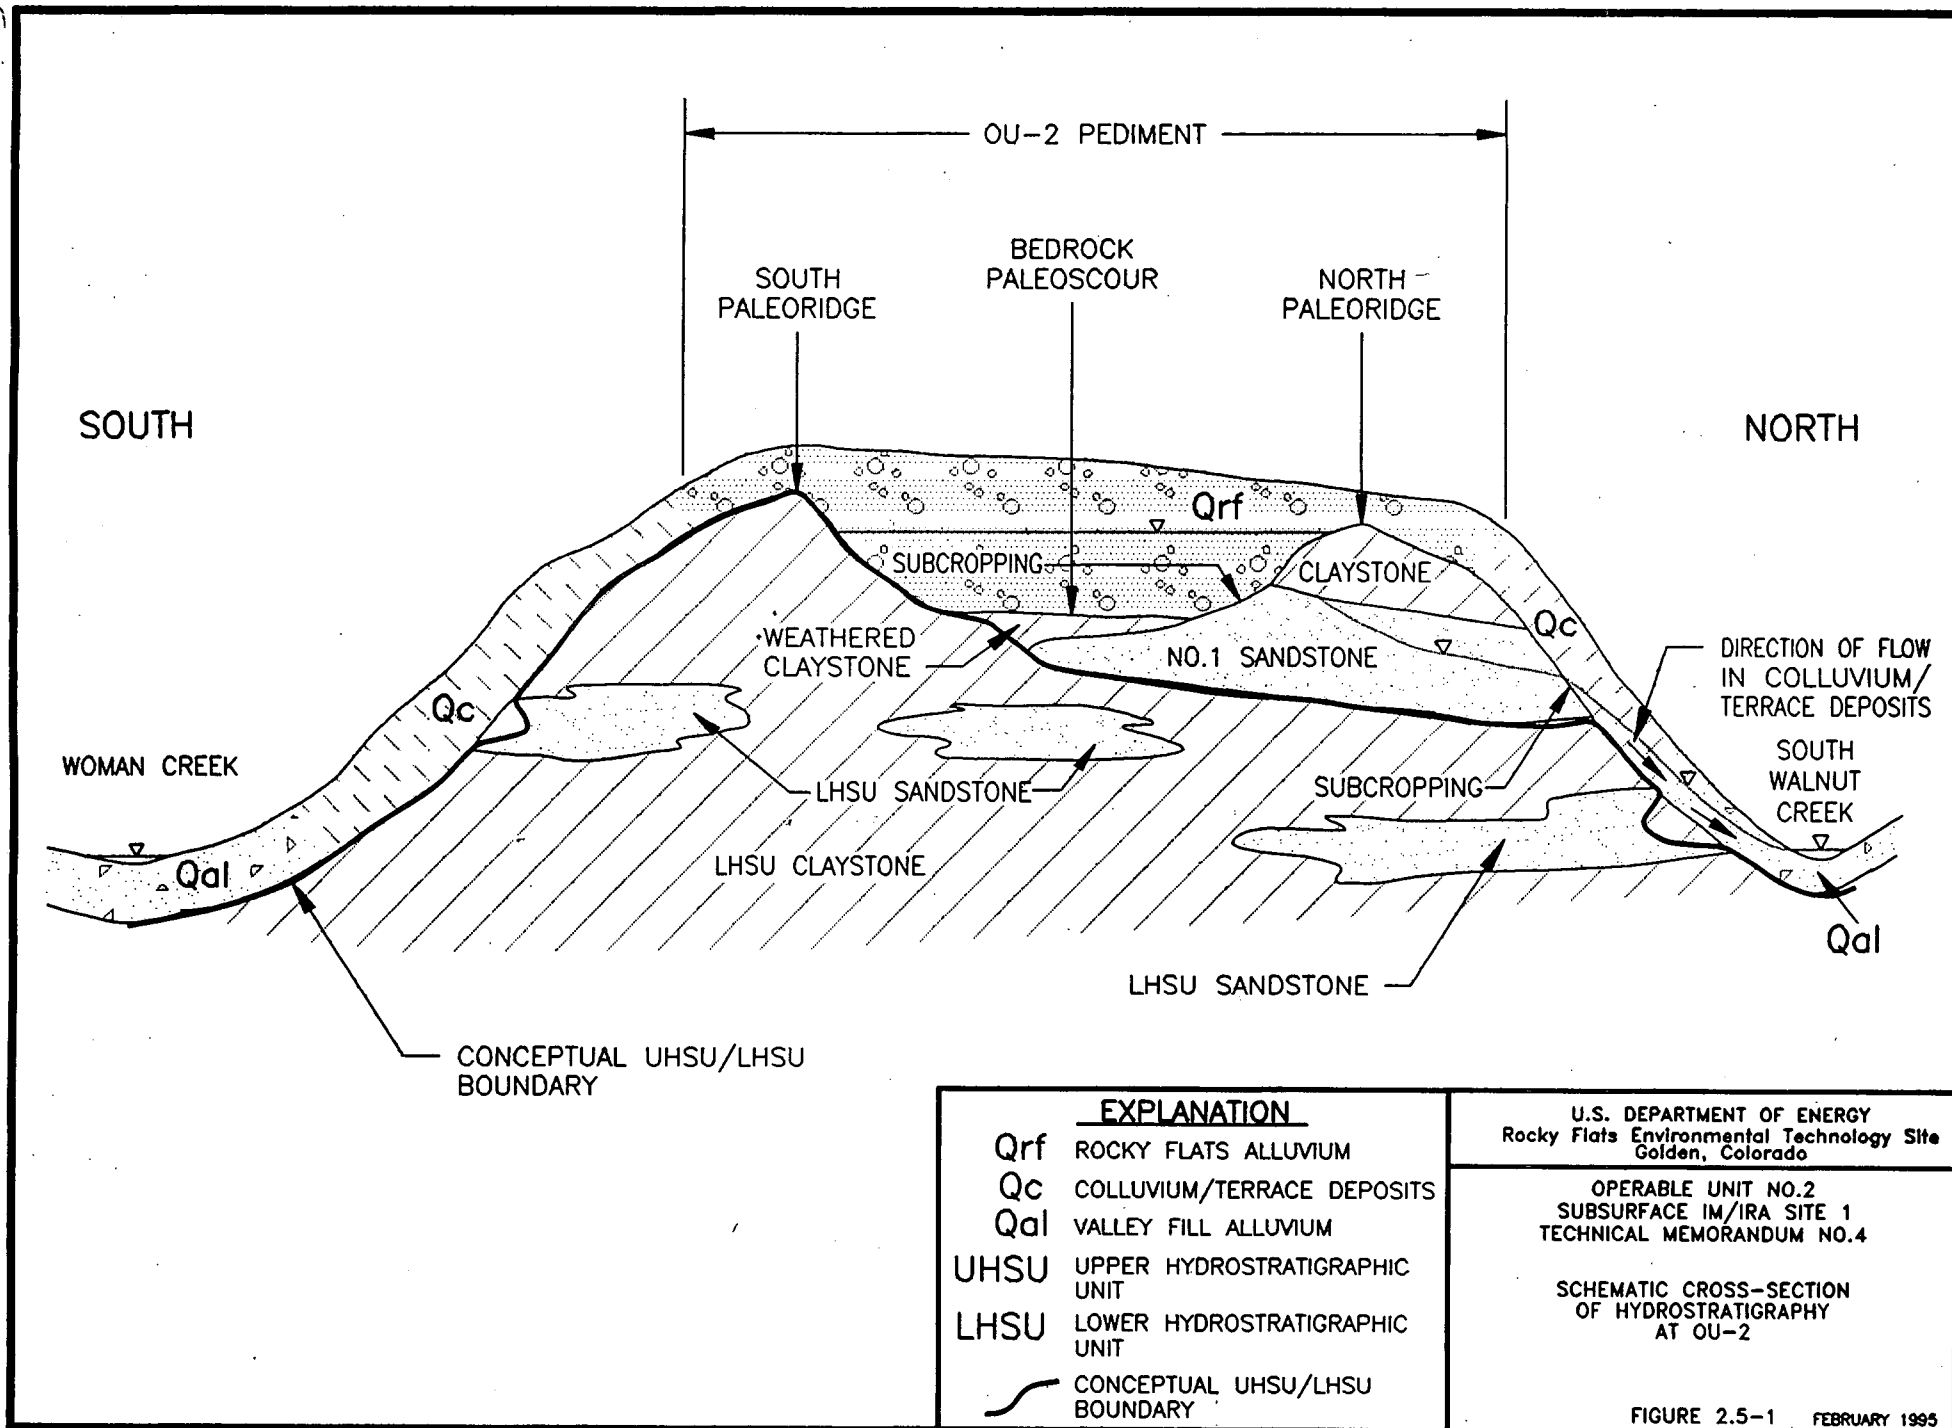 OU-2 PEDIMENT
BEDROCK
PALEOSCOUR
SOUTH
PALEORIDGE
NORTH
PALEORIDGE
SOUTH
NORTH
Qrf
SUBCROPPING
CLAYSTONE
Qc
WEATHERED
CLAYSTONE
NO.1 SANDSTONE
DIRECTION OF FLOW
IN COLLUVIUM/
TERRACE DEPOSITS
Qc
WOMAN CREEK
SOUTH
WALNUT
CREEK
LHSU SANDSTONE
SUBCROPPING
Qal
LHSU CLAYSTONE
Qal
LHSU SANDSTONE
CONCEPTUAL UHSU/LHSU
BOUNDARY
EXPLANATION
Qrf ROCKY FLATS ALLUVIUM
Qc COLLUVIUM/TERRACE DEPOSITS
Qal VALLEY FILL ALLUVIUM
UHSU UPPER HYDROSTRATIGRAPHIC
UNIT
LHSU LOWER HYDROSTRATIGRAPHIC
UNIT
CONCEPTUAL UHSU/LHSU
BOUNDARY
U.S. DEPARTMENT OF ENERGY
Rocky Flats Environmental Technology Site
Golden, Colorado
OPERABLE UNIT NO.2
SUBSURFACE IM/IRA SITE 1
TECHNICAL MEMORANDUM NO.4
SCHEMATIC CROSS-SECTION
OF HYDROSTRATIGRAPHY
AT OU-2
FIGURE 2.5-1 FEBRUARY 1995